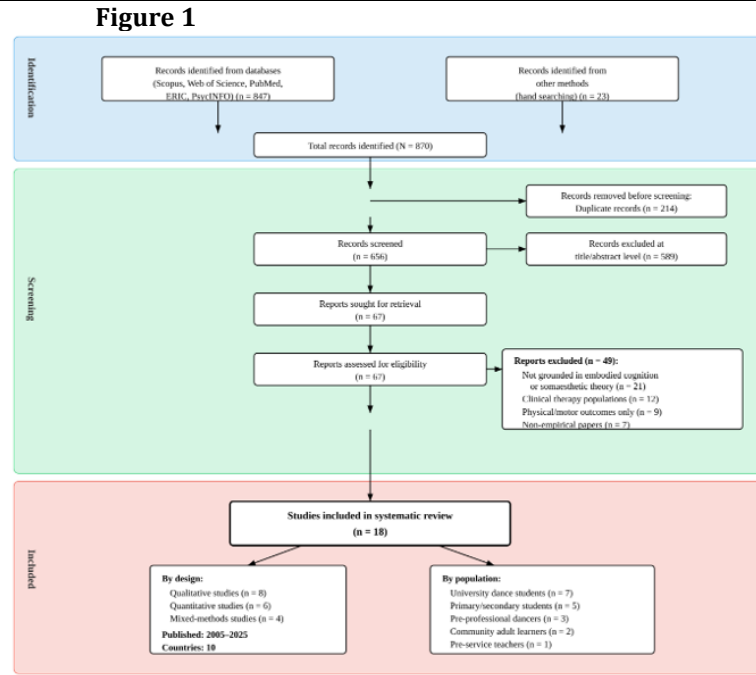 Figure 1
Identification
Records identified from databases
(Scopus, Web of Science, PubMed,
ERIC, PsycINFO) (n = 847)
Records identified from
other methods
(hand searching) (n = 23)
Total records identified (N = 870)
Screening
Records removed before screening:
Duplicate records (n = 214)
Records screened
(n = 656)
Records excluded at
title/abstract level (n = 589)
Reports sought for retrieval
(n = 67)
Reports assessed for eligibility
(n = 67)
Reports excluded (n = 49):
Not grounded in embodied cognition
or somaesthetic theory (n = 21)
Clinical therapy populations (n = 12)
Physical/motor outcomes only (n = 9)
Non-empirical papers (n = 7)
Included
Studies included in systematic review
(n = 18)
By design:
Qualitative studies (n = 8)
Quantitative studies (n = 6)
Mixed-methods studies (n = 4)
Published: 2005–2025
Countries: 10
By population:
University dance students (n = 7)
Primary/secondary students (n = 5)
Pre-professional dancers (n = 3)
Community adult learners (n = 2)
Pre-service teachers (n = 1)